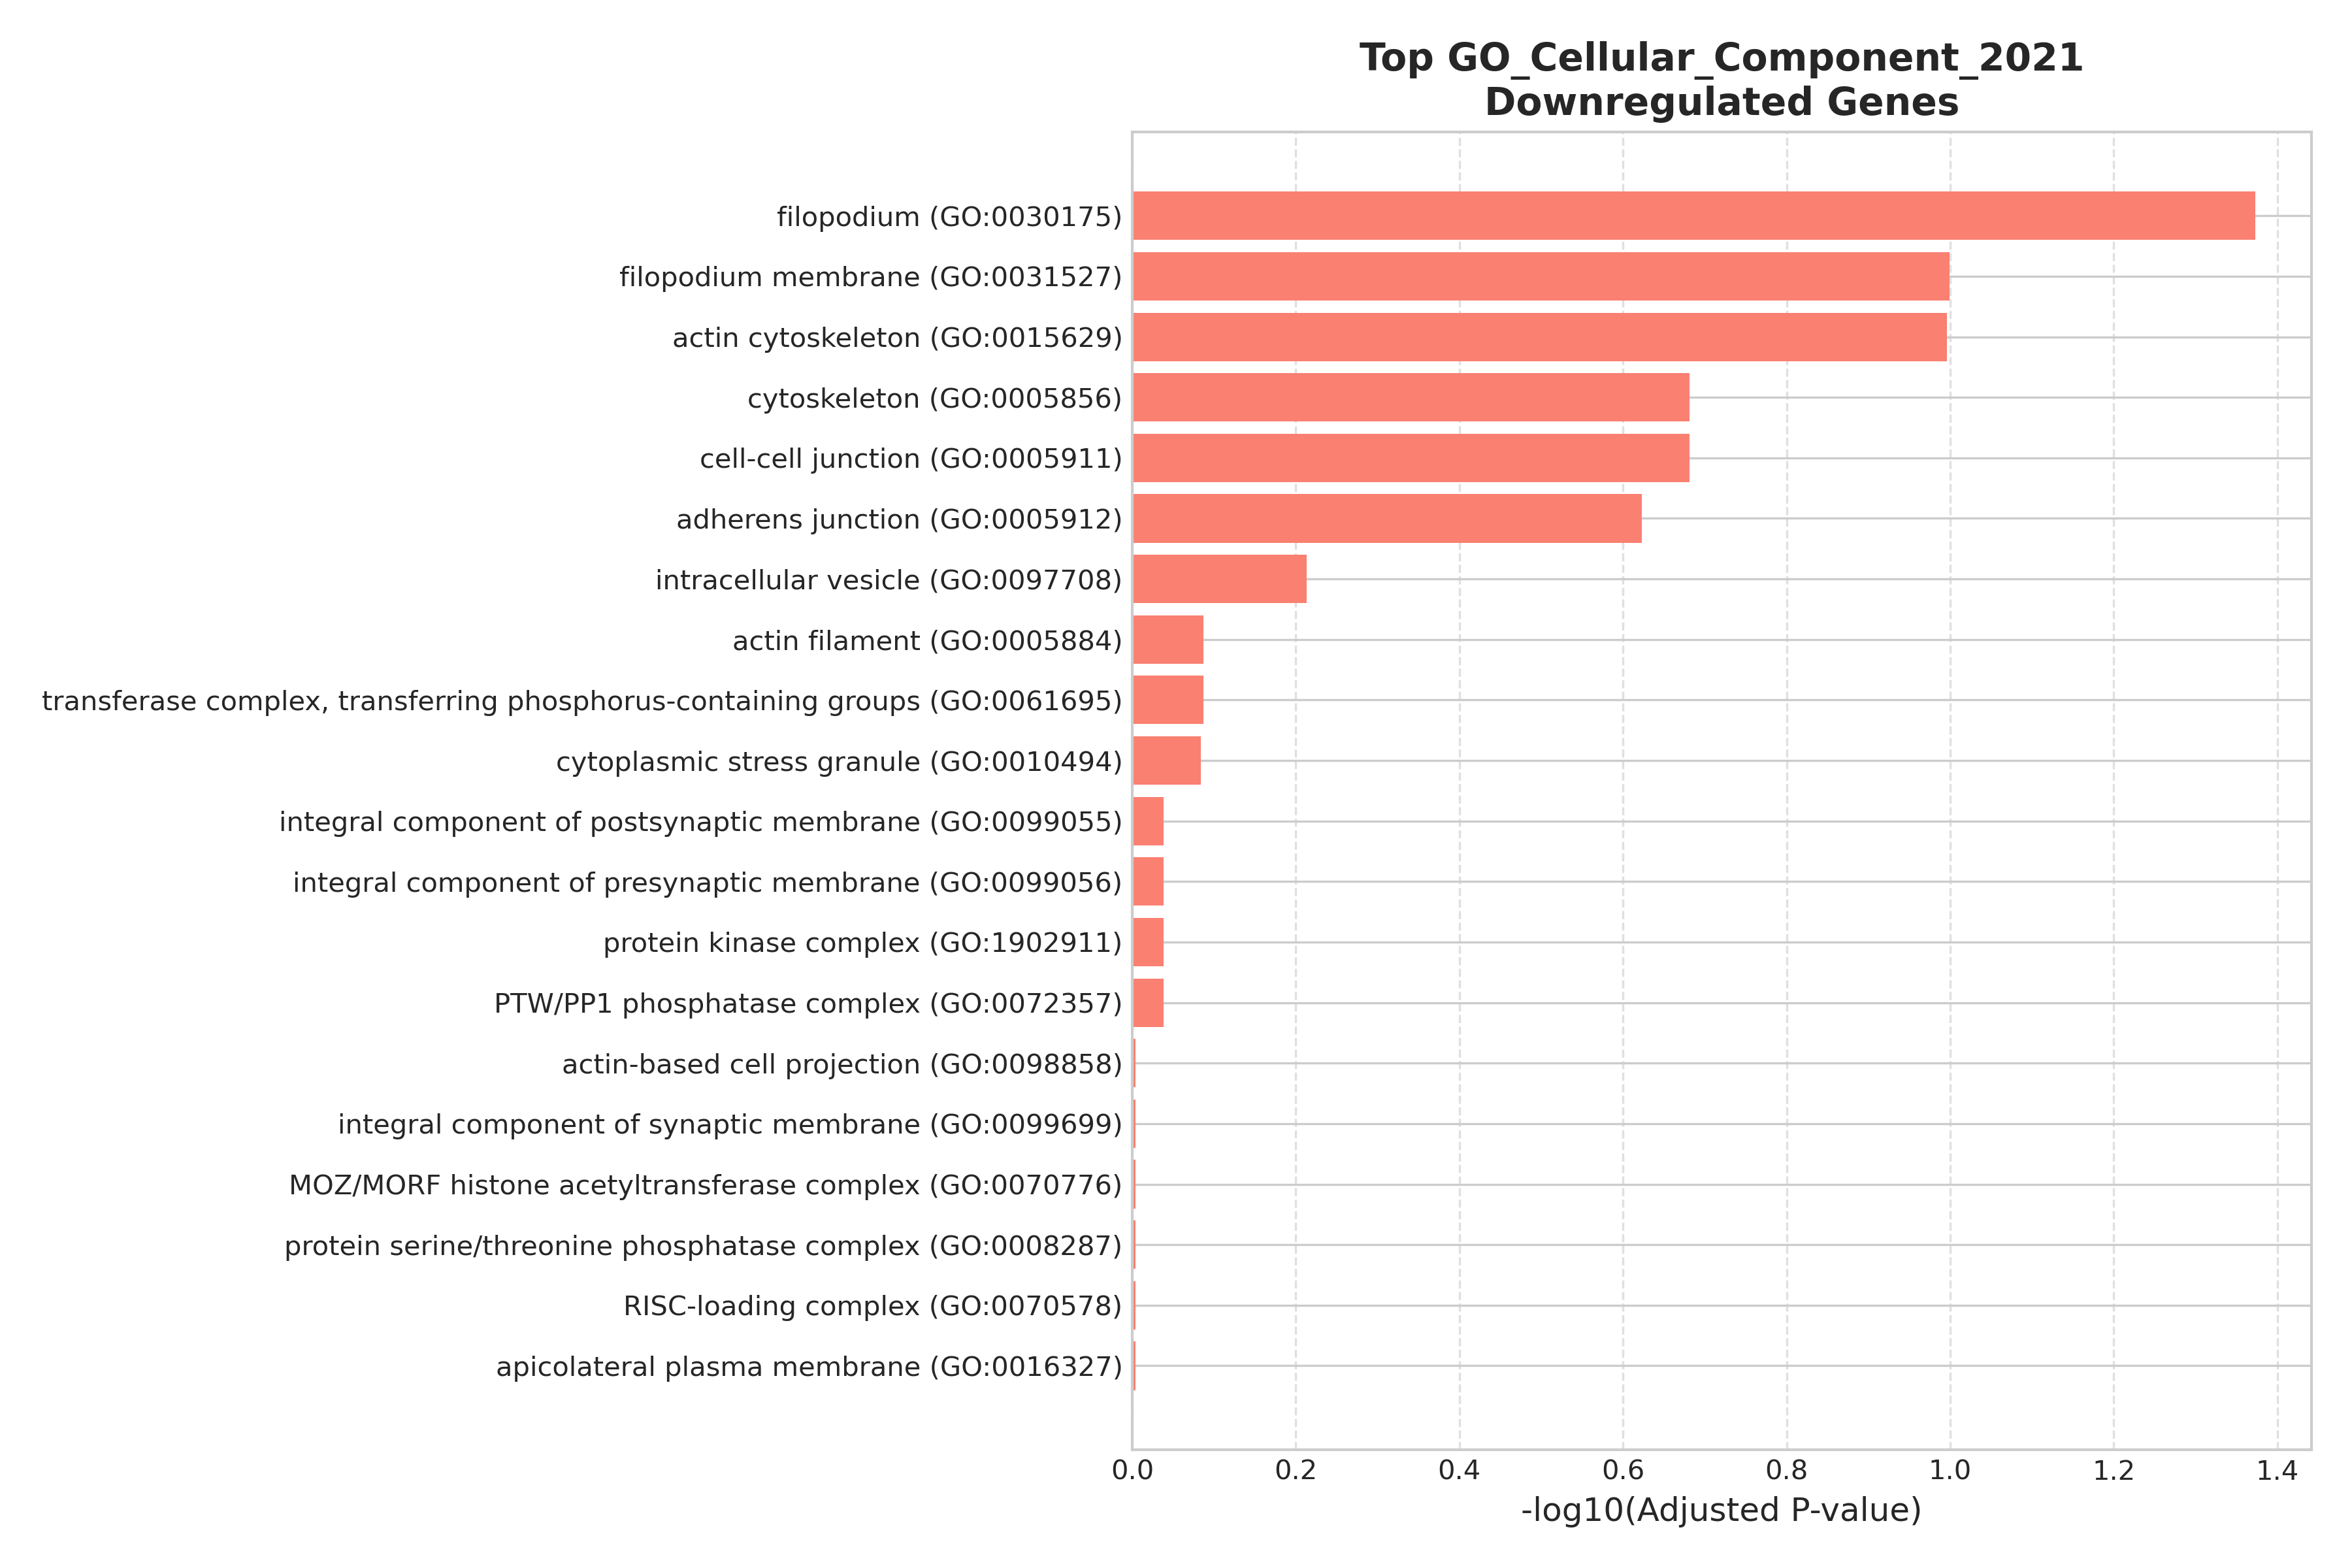 Top GO_Cellular_Component_2021
Downregulated Genes
filopodium (GO:0030175)
filopodium membrane (GO:0031527)
actin cytoskeleton (GO:0015629)
cytoskeleton (GO:0005856)
cell-cell junction (GO:0005911)
adherens junction (GO:0005912)
intracellular vesicle (GO:0097708)
actin filament (GO:0005884)
transferase complex, transferring phosphorus-containing groups (GO:0061695)
cytoplasmic stress granule (GO:0010494)
integral component of postsynaptic membrane (GO:0099055)
integral component of presynaptic membrane (GO:0099056)
protein kinase complex (GO:1902911)
PTW/PP1 phosphatase complex (GO:0072357)
actin-based cell projection (GO:0098858)
integral component of synaptic membrane (GO:0099699)
MOZ/MORF histone acetyltransferase complex (GO:0070776)
protein serine/threonine phosphatase complex (GO:0008287)
RISC-loading complex (GO:0070578)
apicolateral plasma membrane (GO:0016327)
0.0 0.2 0.4 0.6 0.8 1.0 1.2 1.4
-log10(Adjusted P-value)